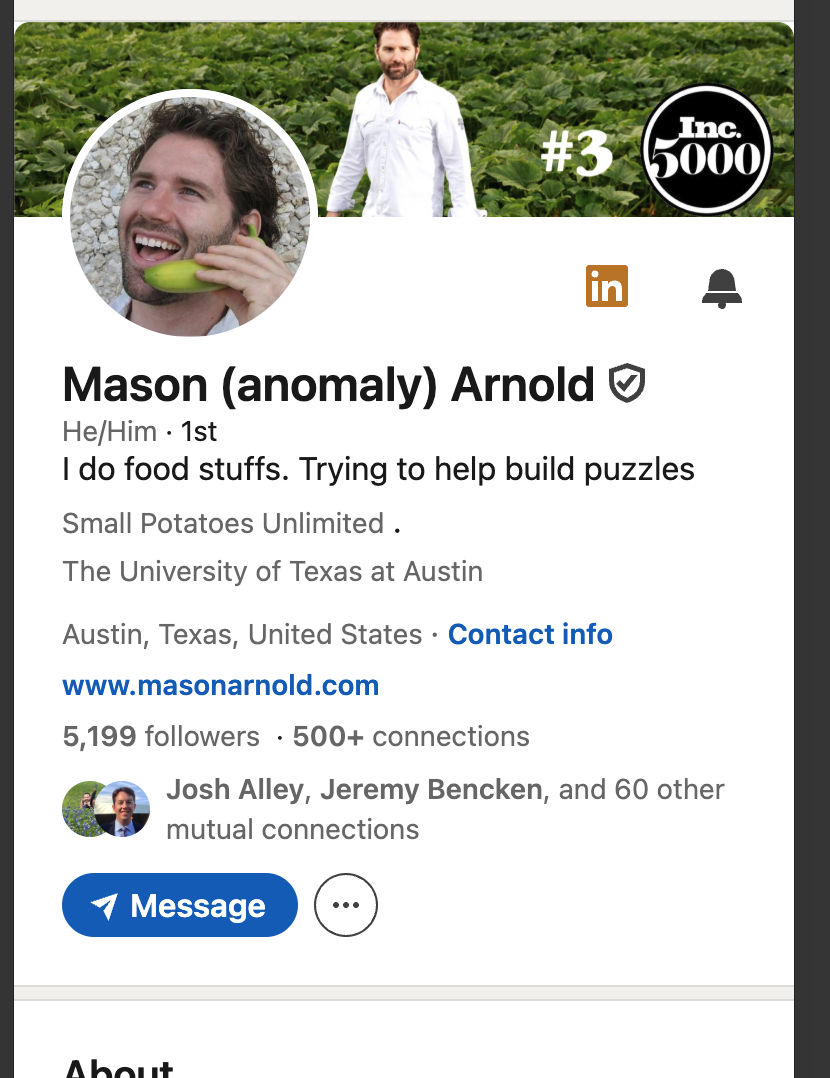 #3
Inc.
5000
in
Mason (anomaly) Arnold
He/Him · 1st
I do food stuffs. Trying to help build puzzles
Small Potatoes Unlimited .
The University of Texas at Austin
Austin, Texas, United States · Contact info
www.masonarnold.com
5,199 followers · 500+ connections
Josh Alley, Jeremy Bencken, and 60 other
mutual connections
Message
About